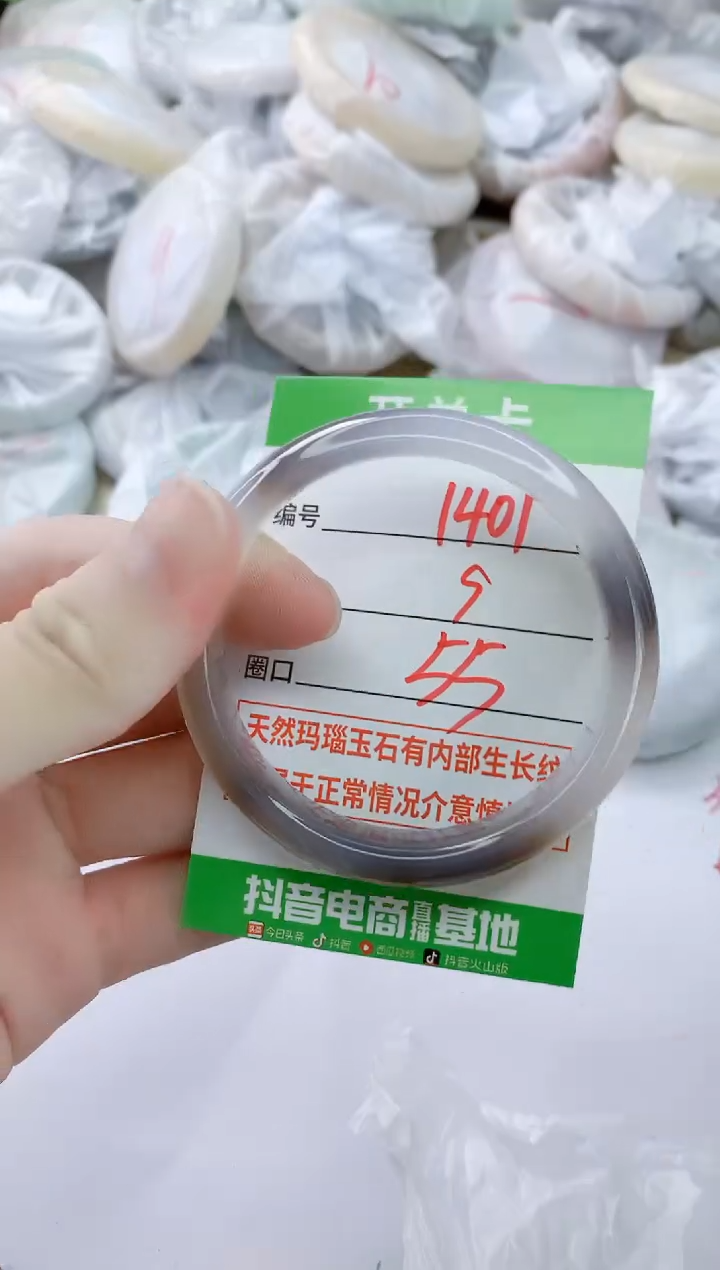 开单卡
编号 1401
9
圈口 55
天然玛瑙玉石有内部生长纹
于正常情况介意慎
抖音电商直播基地
今日头条 抖音 西瓜视频 抖音火山版